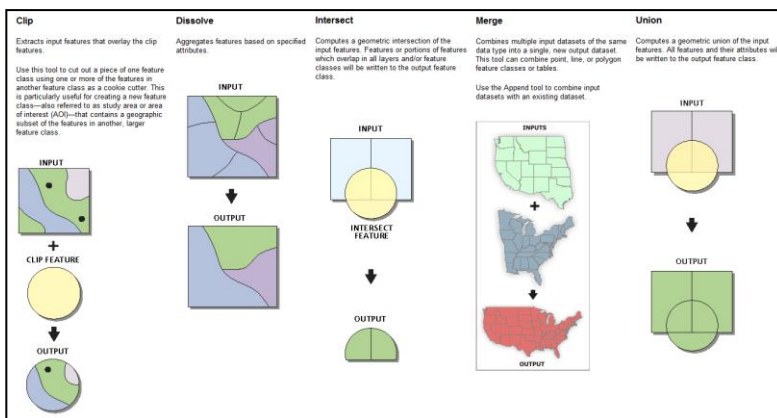 Clip
Extracts input features that overlay the clip
features.
Use this tool to cut out a piece of one feature
class using one or more of the features in
another feature class as a cookie cutter. This is
particularly useful for creating a new feature
class—also referred to as study area or area
of interest (AOI)—that contains a geographic
subset of the features in another, larger
feature class.
INPUT
CLIP FEATURE
OUTPUT
Dissolve
Aggregates features based on specified
attributes.
INPUT
OUTPUT
Intersect
Computes a geometric intersection of the
input features. Features or portions of features
which overlap in all layers and/or feature
classes will be written to the output feature
class.
INPUT
INTERSECT
FEATURE
OUTPUT
Merge
Combines multiple input datasets of the same
data type into a single, new output dataset.
This tool can combine point, line, or polygon
feature classes or tables.
Use the Append tool to combine input
datasets with an existing dataset.
INPUTS
OUTPUT
Union
Computes a geometric union of the input
features. All features and their attributes will
be written to the output feature class.
INPUT
OUTPUT